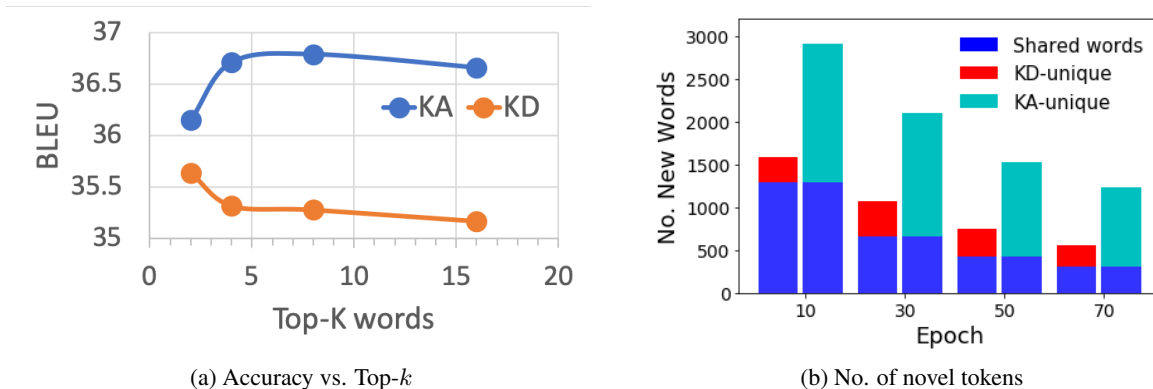 37
36.5
36
35.5
35
BLEU
KA KD
0 5 10 15 20
Top-K words
(a) Accuracy vs. Top-k
3000
2500
2000
1500
1000
500
0
No. New Words
Shared words
KD-unique
KA-unique
10 30 50 70
Epoch
(b) No. of novel tokens